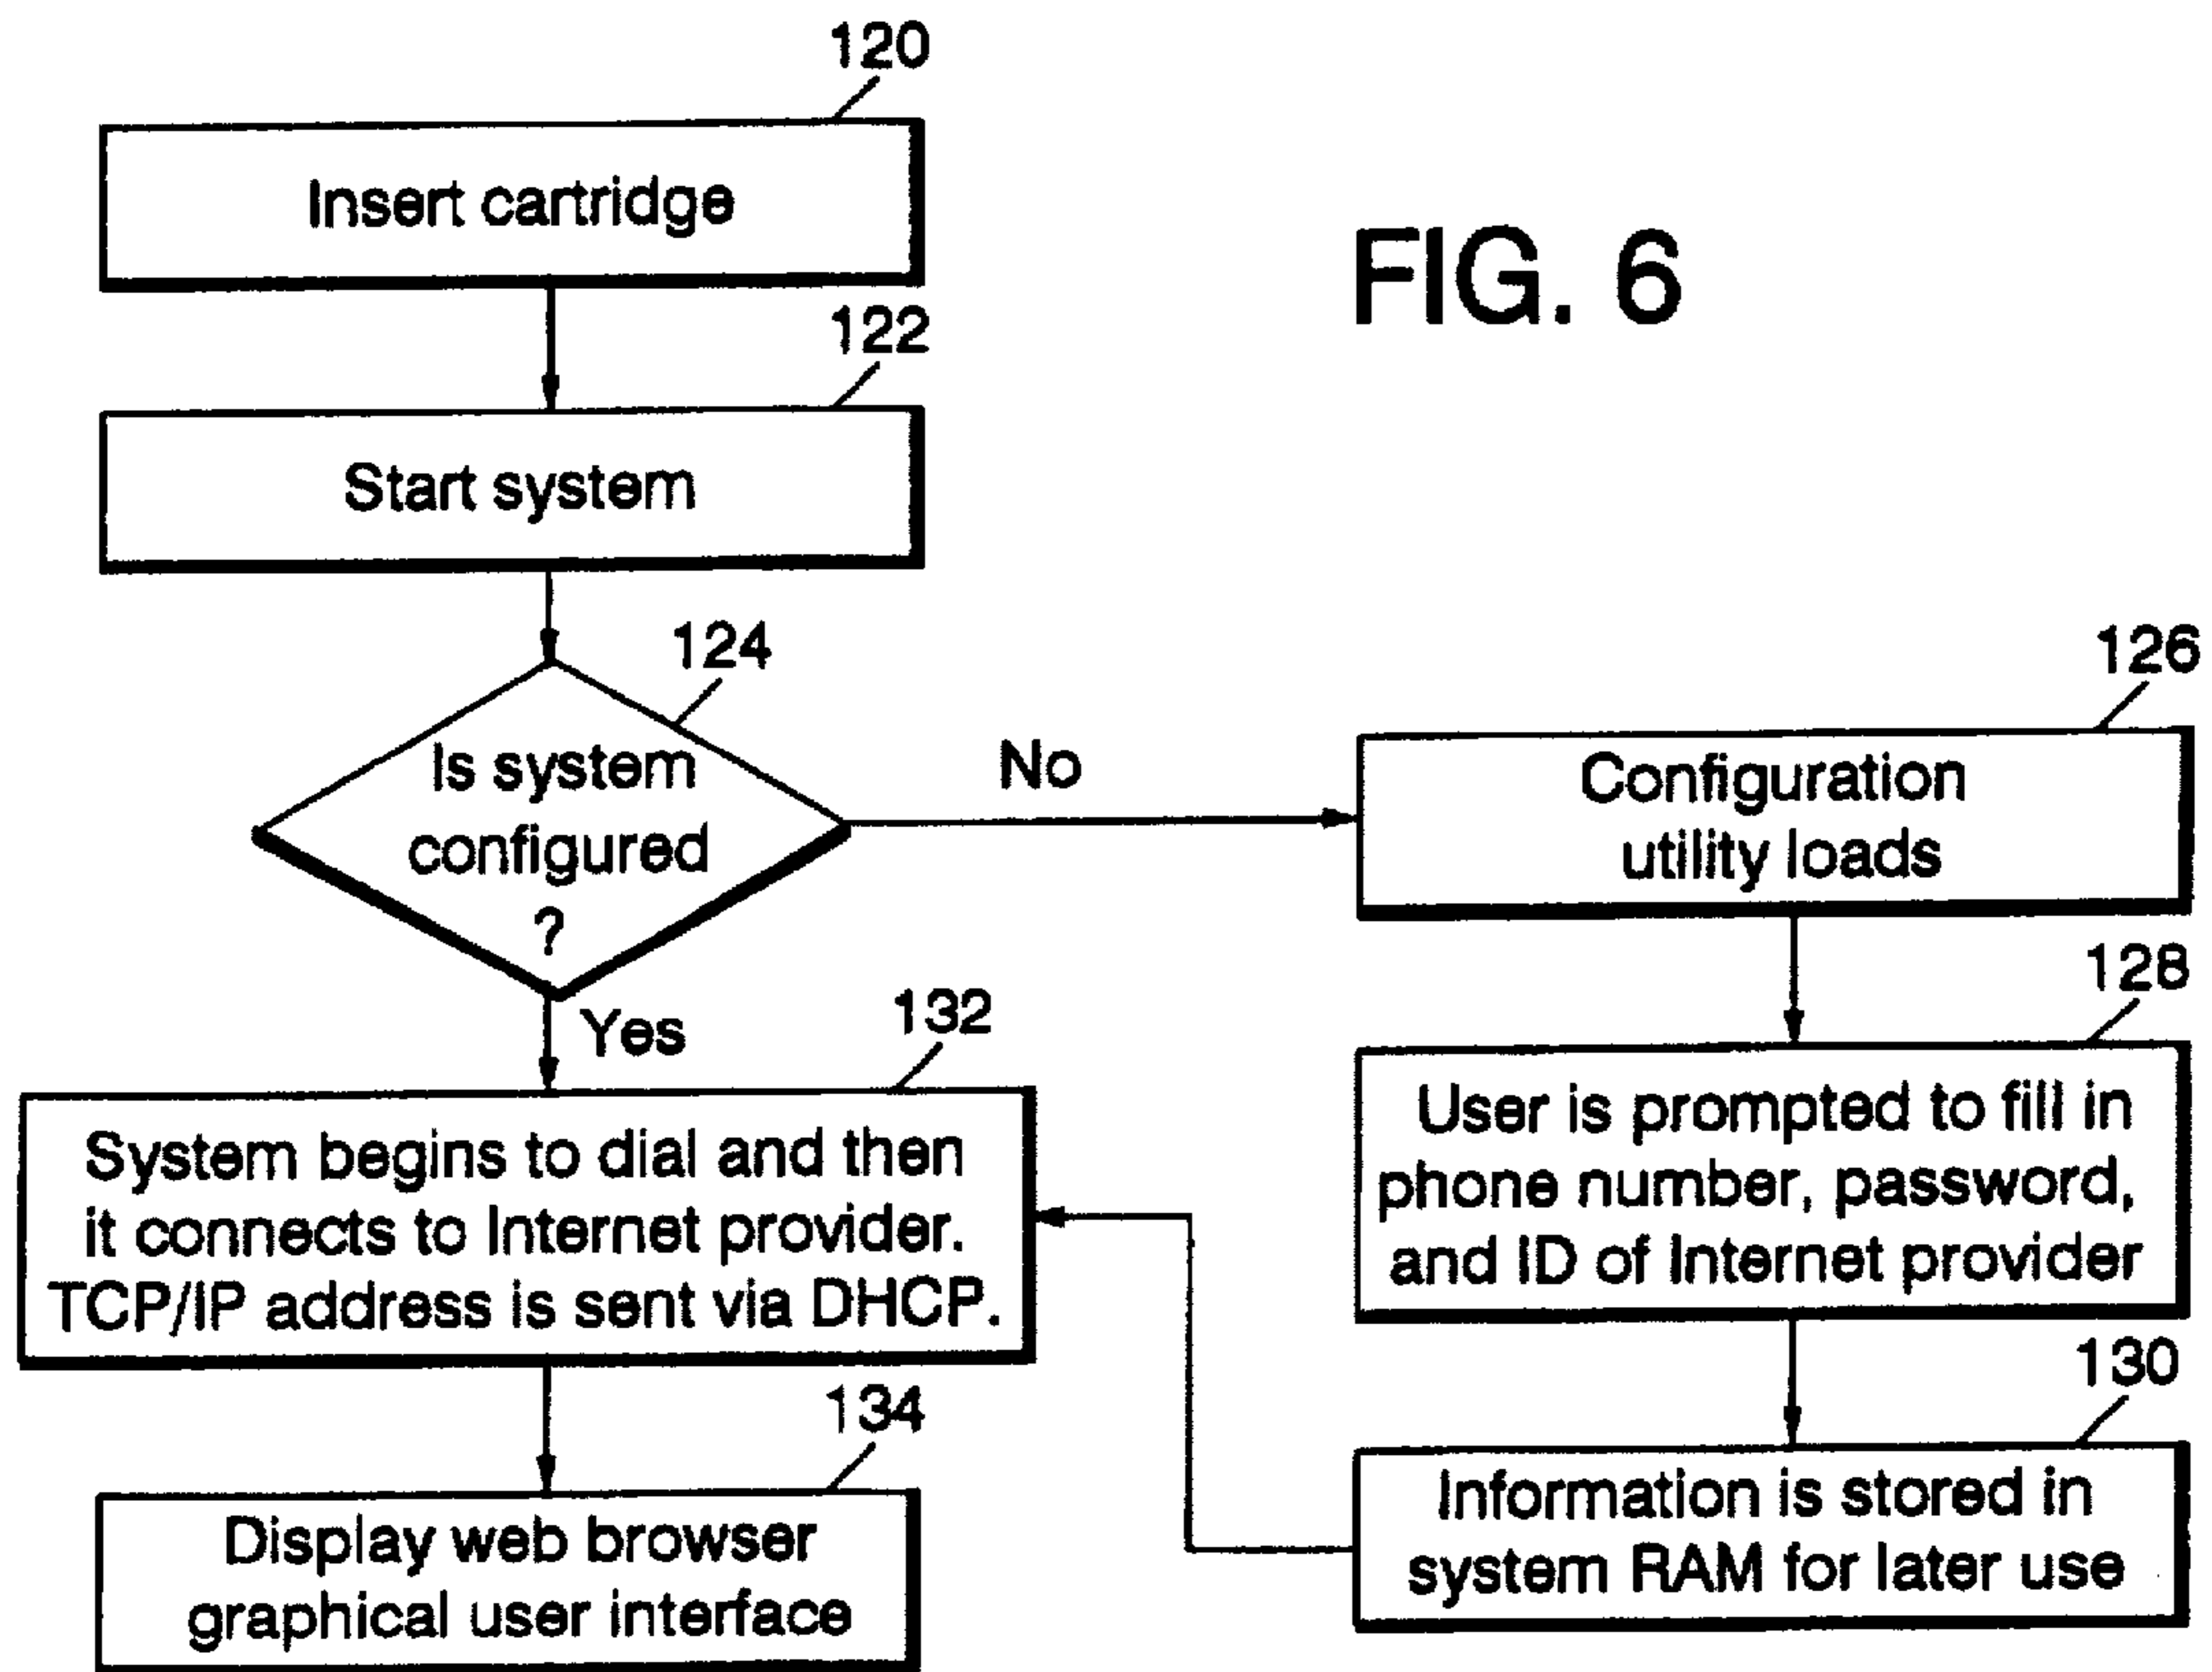 120
Insert cartridge
FIG. 6
122
Start system
124
Is system
configured
?
No
Yes
126
Configuration
utility loads
128
User is prompted to fill in
phone number, password,
and ID of Internet provider
130
Information is stored in
system RAM for later use
132
System begins to dial and then
it connects to Internet provider.
TCP/IP address is sent via DHCP.
134
Display web browser
graphical user interface